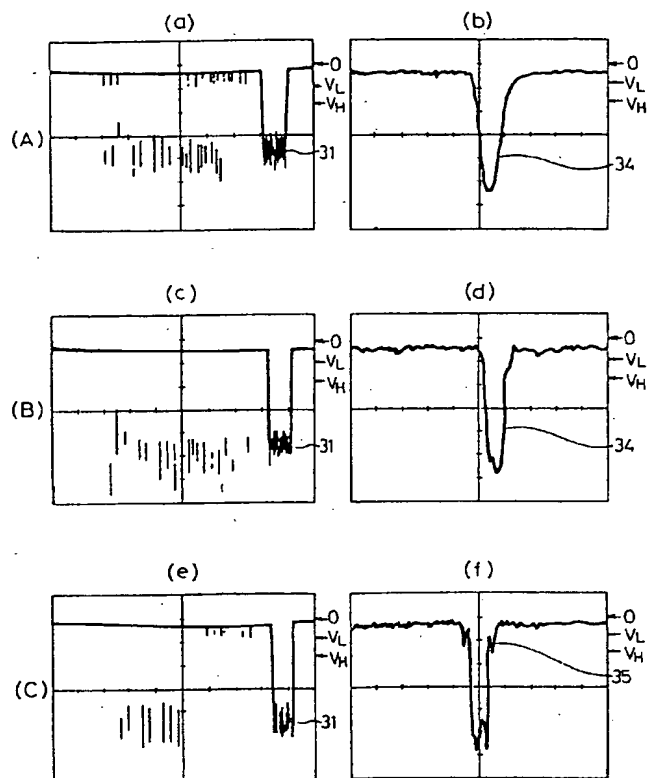 (a) (b)
0 0
VL VL
VH VH
(A)
31 34
(c) (d)
0 0
VL VL
VH VH
(B)
31 34
(e) (f)
0 0
VL VL
VH VH
35
(C)
31